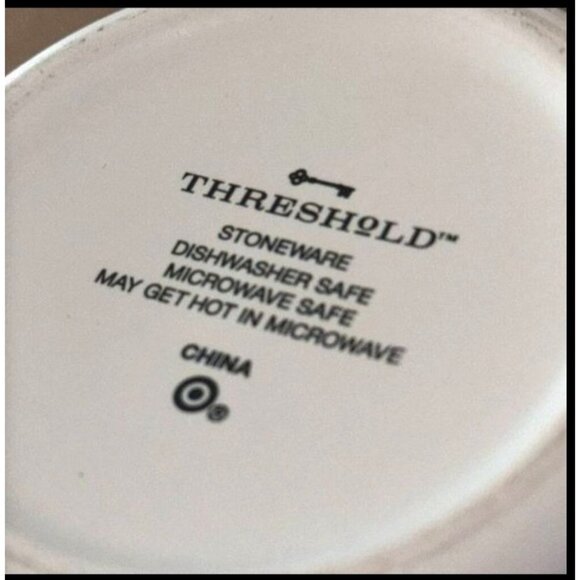 THRESHOLD™
STONEWARE
DISHWASHER SAFE
MICROWAVE SAFE
MAY GET HOT IN MICROWAVE
CHINA
®